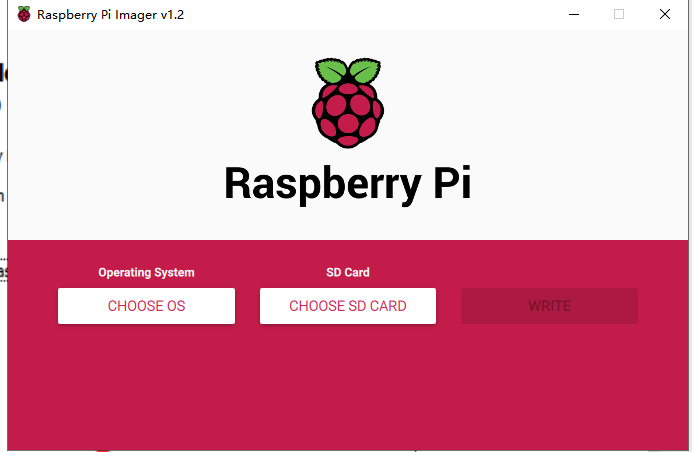 Raspberry Pi Imager v1.2
Raspberry Pi
Operating System
SD Card
CHOOSE OS
CHOOSE SD CARD
WRITE